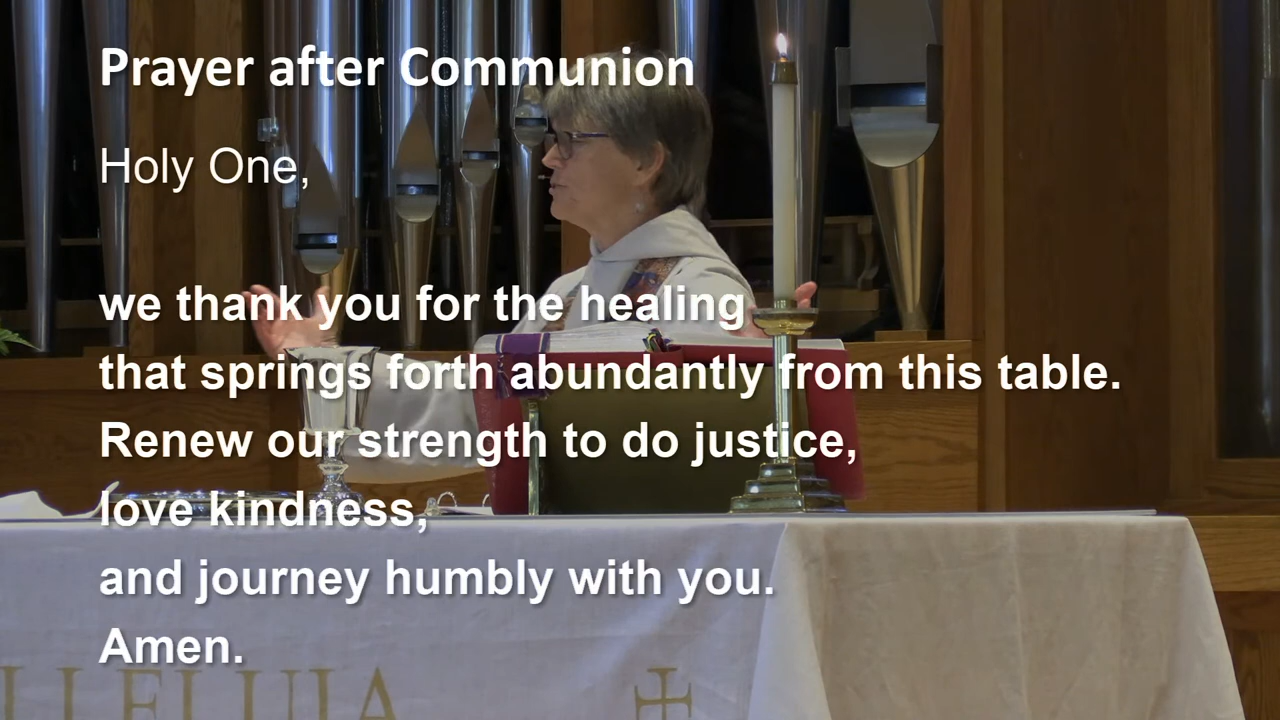 Prayer after Communion
Holy One,
we thank you for the healing
that springs forth abundantly from this table.
Renew our strength to do justice,
love kindness,
and journey humbly with you.
Amen.
LLELUIA